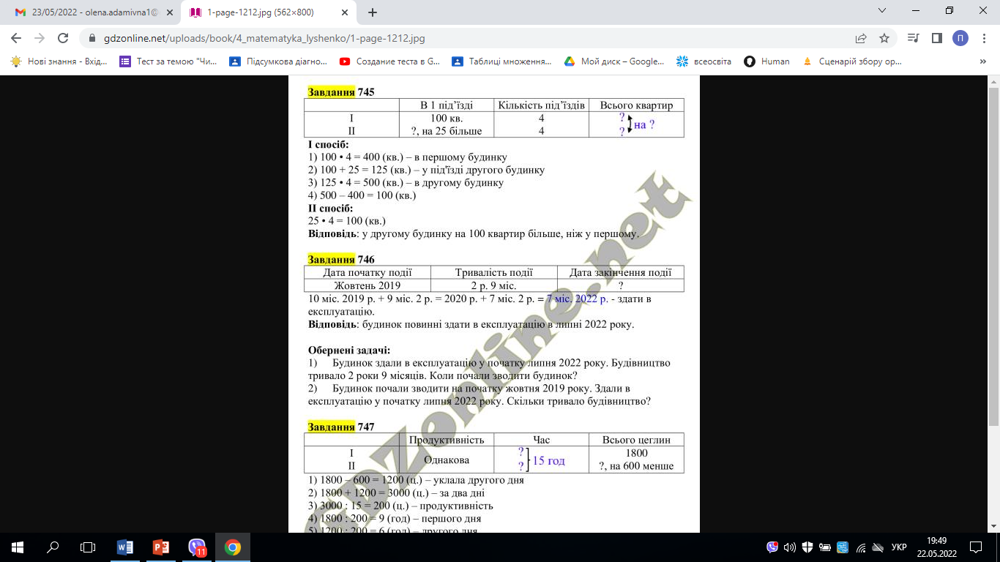 23/05/2022 - olena.adamivna1@
1-page-1212.jpg (562×800)
gdzonline.net/uploads/book/4_matematyka_lyshenko/1-page-1212.jpg
Нові знання - Вхід... Тест за темою "Чи... Підсумкова діагно... Создание теста в G... Таблиці множення... Мой диск – Google... всеосвіта Human Сценарій збору ор... »
Завдання 745
В 1 під’їзді Кількість під’їздів Всього квартир
І 100 кв. 4 ?
ІІ ?, на 25 більше 4 ? на ?
І спосіб:
1) 100 • 4 = 400 (кв.) – в першому будинку
2) 100 + 25 = 125 (кв.) – у під'їзді другого будинку
3) 125 • 4 = 500 (кв.) – в другому будинку
4) 500 – 400 = 100 (кв.)
ІІ спосіб:
25 • 4 = 100 (кв.)
Відповідь: у другому будинку на 100 квартир більше, ніж у першому.
Завдання 746
Дата початку події Тривалість події Дата закінчення події
Жовтень 2019 2 р. 9 міс. ?
10 міс. 2019 р. + 9 міс. 2 р. = 2020 р. + 7 міс. 2 р. = 7 міс. 2022 р. - здати в
експлуатацію.
Відповідь: будинок повинні здати в експлуатацію в липні 2022 року.
Обернені задачі:
1) Будинок здали в експлуатацію у початку липня 2022 року. Будівництво
тривало 2 роки 9 місяців. Коли почали зводити будинок?
2) Будинок почали зводити на початку жовтня 2019 року. Здали в
експлуатацію у початку липня 2022 року. Скільки тривало будівництво?
Завдання 747
Продуктивність Час Всього цеглин
І Однакова ? 15 год 1800
ІІ ? ?, на 600 менше
1) 1800 – 600 = 1200 (ц.) – уклала другого дня
2) 1800 + 1200 = 3000 (ц.) – за два дні
3) 3000 : 15 = 200 (ц.) – продуктивність
4) 1800 : 200 = 9 (год) – першого дня
5) 1200 : 200 = 6 (год) – другого дня
GDZonline.net
11
УКР
19:49
22.05.2022
П